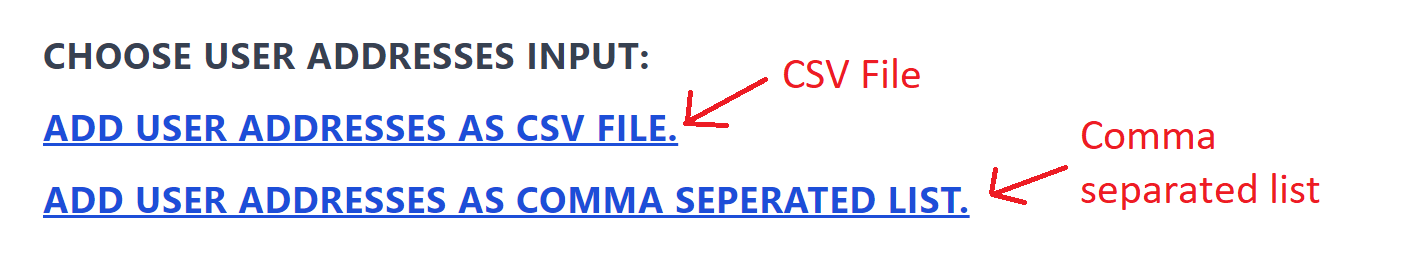 CHOOSE USER ADDRESSES INPUT:
CSV File
ADD USER ADDRESSES AS CSV FILE.
Comma
separated list
ADD USER ADDRESSES AS COMMA SEPERATED LIST.